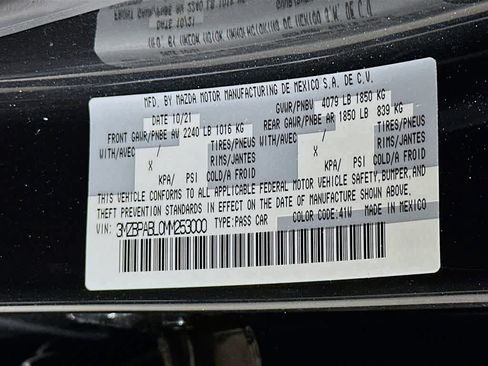 MFD. BY MAZDA MOTOR MANUFACTURING DE MEXICO S.A. DE C.V.
DATE 10/21 GVWR/PNBV 4079 LB 1850 KG
FRONT GAWR/PNBE AV 2240 LB 1016 KG REAR GAWR/PNBE AR 1850 LB 839 KG
WITH/AVEC / TIRES/PNEUS WITH/AVEC / TIRES/PNEUS
X RIMS/JANTES X RIMS/JANTES
KPA/ PSI COLD/A FROID KPA/ PSI COLD/A FROID
THIS VEHICLE CONFORMS TO ALL APPLICABLE FEDERAL MOTOR VEHICLE SAFETY, BUMPER, AND
THEFT PREVENTION STANDARDS IN EFFECT ON THE DATE OF MANUFACTURE SHOWN ABOVE.
VIN: 3MZBPABL0MM253000 TYPE: PASS CAR COLOR CODE: 41W MADE IN MEXICO